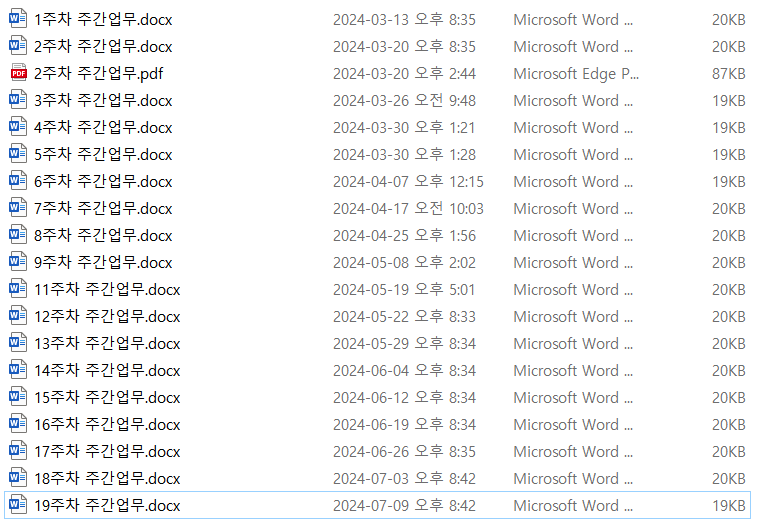 1주차 주간업무.docx 2024-03-13 오후 8:35 Microsoft Word ... 20KB
2주차 주간업무.docx 2024-03-20 오후 8:35 Microsoft Word ... 20KB
PDF 2주차 주간업무.pdf 2024-03-20 오후 2:44 Microsoft Edge P... 87KB
3주차 주간업무.docx 2024-03-26 오전 9:48 Microsoft Word ... 19KB
4주차 주간업무.docx 2024-03-30 오후 1:21 Microsoft Word ... 19KB
5주차 주간업무.docx 2024-03-30 오후 1:28 Microsoft Word ... 19KB
6주차 주간업무.docx 2024-04-07 오후 12:15 Microsoft Word ... 19KB
7주차 주간업무.docx 2024-04-17 오전 10:03 Microsoft Word ... 20KB
8주차 주간업무.docx 2024-04-25 오후 1:56 Microsoft Word ... 20KB
9주차 주간업무.docx 2024-05-08 오후 2:02 Microsoft Word ... 20KB
11주차 주간업무.docx 2024-05-19 오후 5:01 Microsoft Word ... 20KB
12주차 주간업무.docx 2024-05-22 오후 8:33 Microsoft Word ... 20KB
13주차 주간업무.docx 2024-05-29 오후 8:34 Microsoft Word ... 20KB
14주차 주간업무.docx 2024-06-04 오후 8:34 Microsoft Word ... 20KB
15주차 주간업무.docx 2024-06-12 오후 8:34 Microsoft Word ... 20KB
16주차 주간업무.docx 2024-06-19 오후 8:34 Microsoft Word ... 20KB
17주차 주간업무.docx 2024-06-26 오후 8:35 Microsoft Word ... 20KB
18주차 주간업무.docx 2024-07-03 오후 8:42 Microsoft Word ... 20KB
19주차 주간업무.docx 2024-07-09 오후 8:42 Microsoft Word ... 19KB